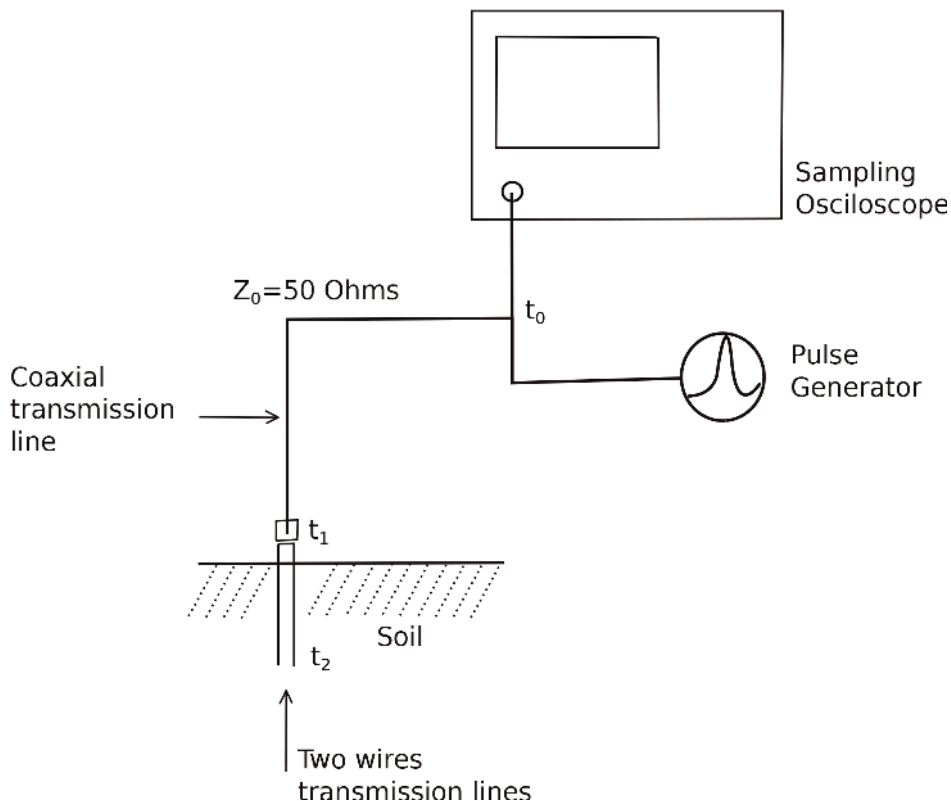 Sampling
Osciloscope
Z₀=50 Ohms
t₀
Pulse
Generator
Coaxial
transmission
line
t₁
Soil
t₂
Two wires
transmission lines